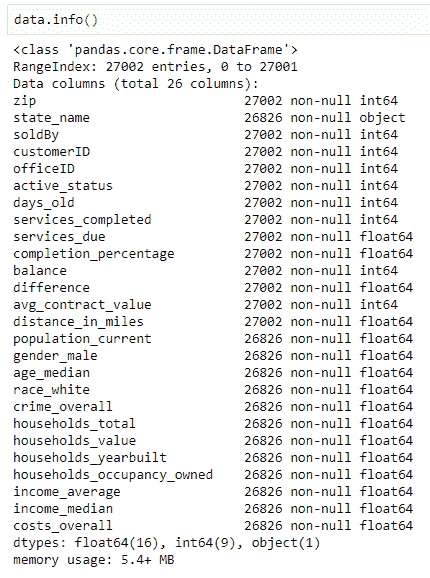 data.info()
<class 'pandas.core.frame.DataFrame'>
RangeIndex: 27002 entries, 0 to 27001
Data columns (total 26 columns):
zip                          27002 non-null int64
state_name                   26826 non-null object
soldBy                       27002 non-null int64
customerID                   27002 non-null int64
officeID                     27002 non-null int64
active_status                27002 non-null int64
days_old                     27002 non-null int64
services_completed           27002 non-null int64
services_due                 27002 non-null float64
completion_percentage        27002 non-null float64
balance                      27002 non-null int64
difference                   27002 non-null float64
avg_contract_value           27002 non-null int64
distance_in_miles            27002 non-null float64
population_current           26826 non-null float64
gender_male                  26826 non-null float64
age_median                   26826 non-null float64
race_white                   26826 non-null float64
crime_overall                26826 non-null float64
households_total             26826 non-null float64
households_value             26826 non-null float64
households_yearbuilt         26826 non-null float64
households_occupancy_owned   26826 non-null float64
income_average               26826 non-null float64
income_median                26826 non-null float64
costs_overall                26826 non-null float64
dtypes: float64(16), int64(9), object(1)
memory usage: 5.4+ MB